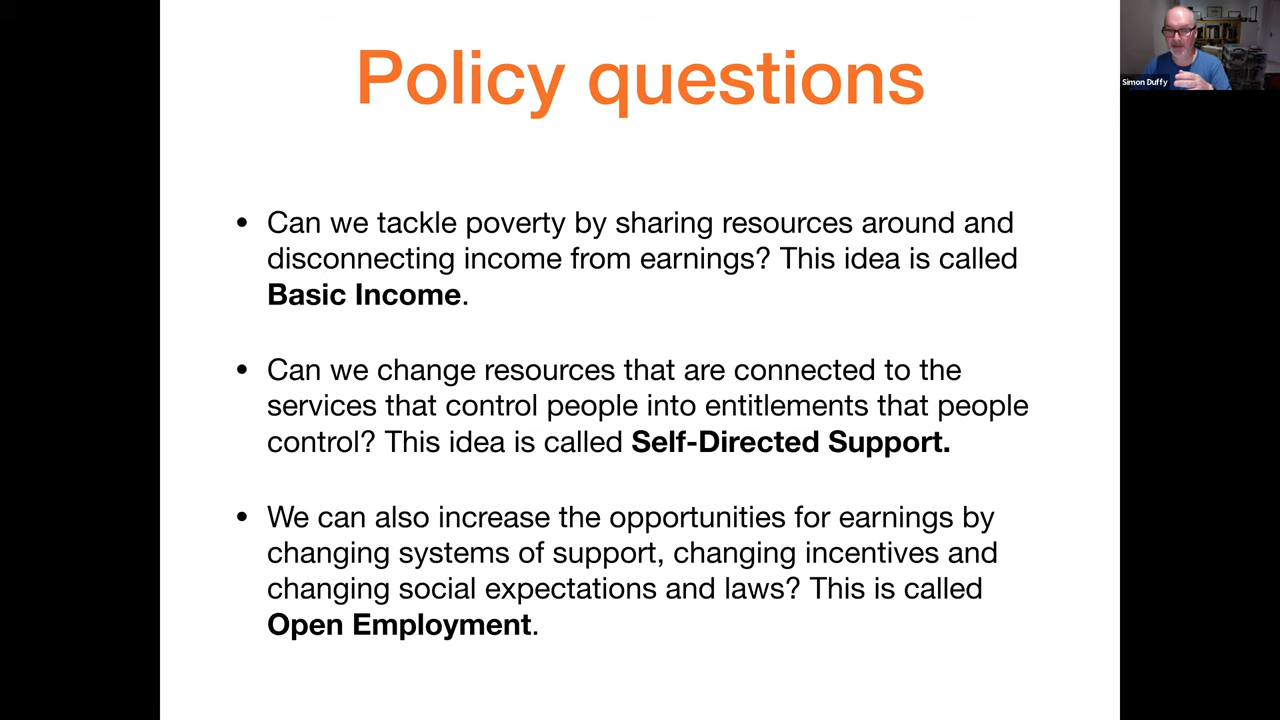 Policy questions
Simon Duffy
• Can we tackle poverty by sharing resources around and
disconnecting income from earnings? This idea is called
Basic Income.
• Can we change resources that are connected to the
services that control people into entitlements that people
control? This idea is called Self-Directed Support.
• We can also increase the opportunities for earnings by
changing systems of support, changing incentives and
changing social expectations and laws? This is called
Open Employment.